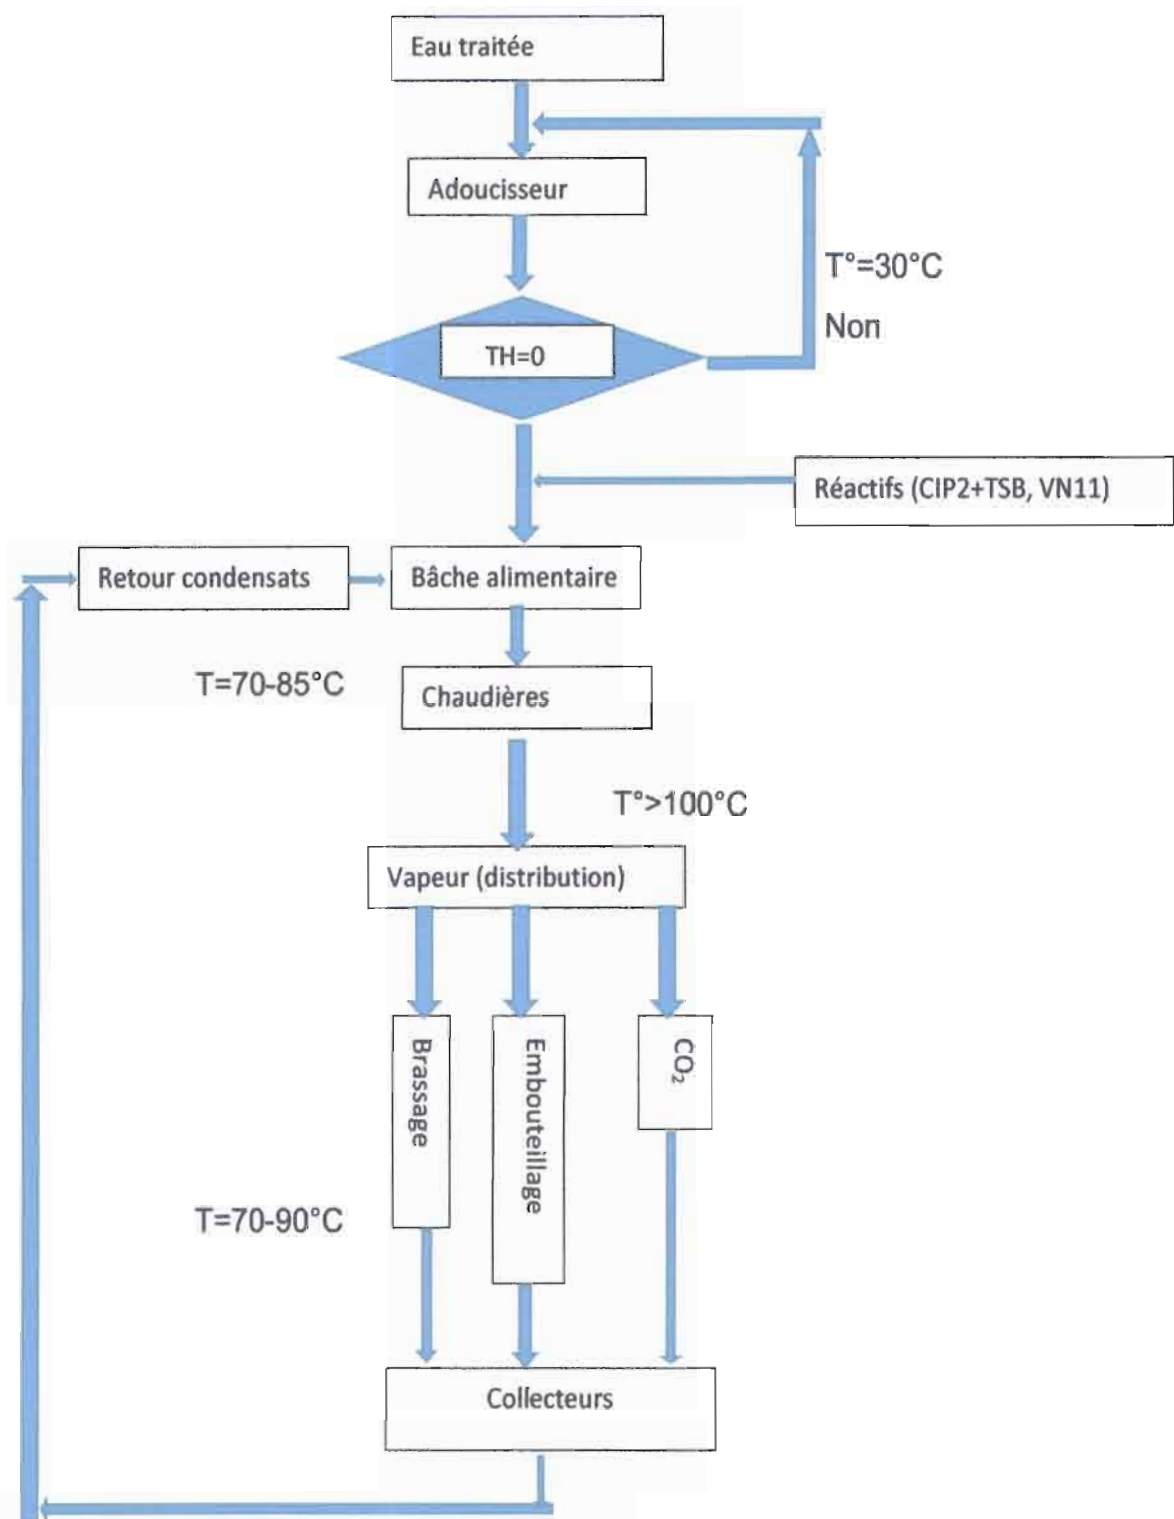 Eau traitée
Adoucisseur
T°=30°C
Non
TH=0
Réactifs (CIP2+TSB, VN11)
Retour condensats
Bâche alimentaire
T=70-85°C
Chaudières
T°>100°C
Vapeur (distribution)
Brassage
Embouteillage
CO₂
T=70-90°C
Collecteurs